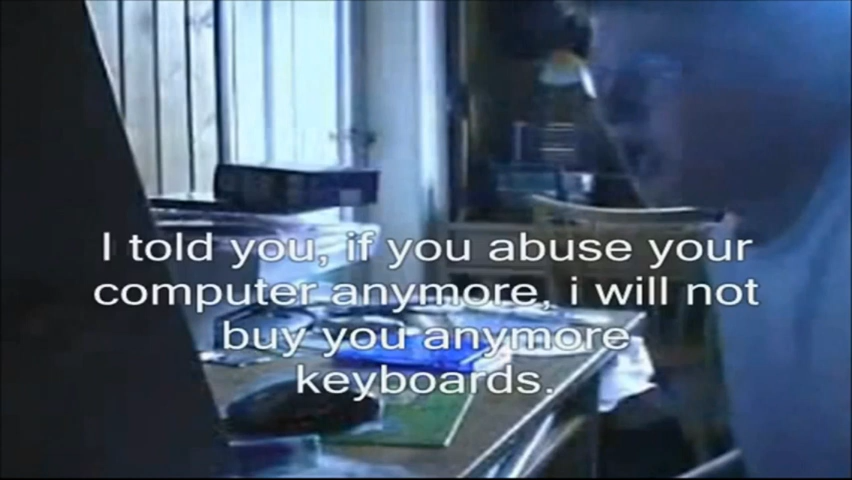 I told you, if you abuse your
computer anymore, i will not
buy you anymore
keyboards.